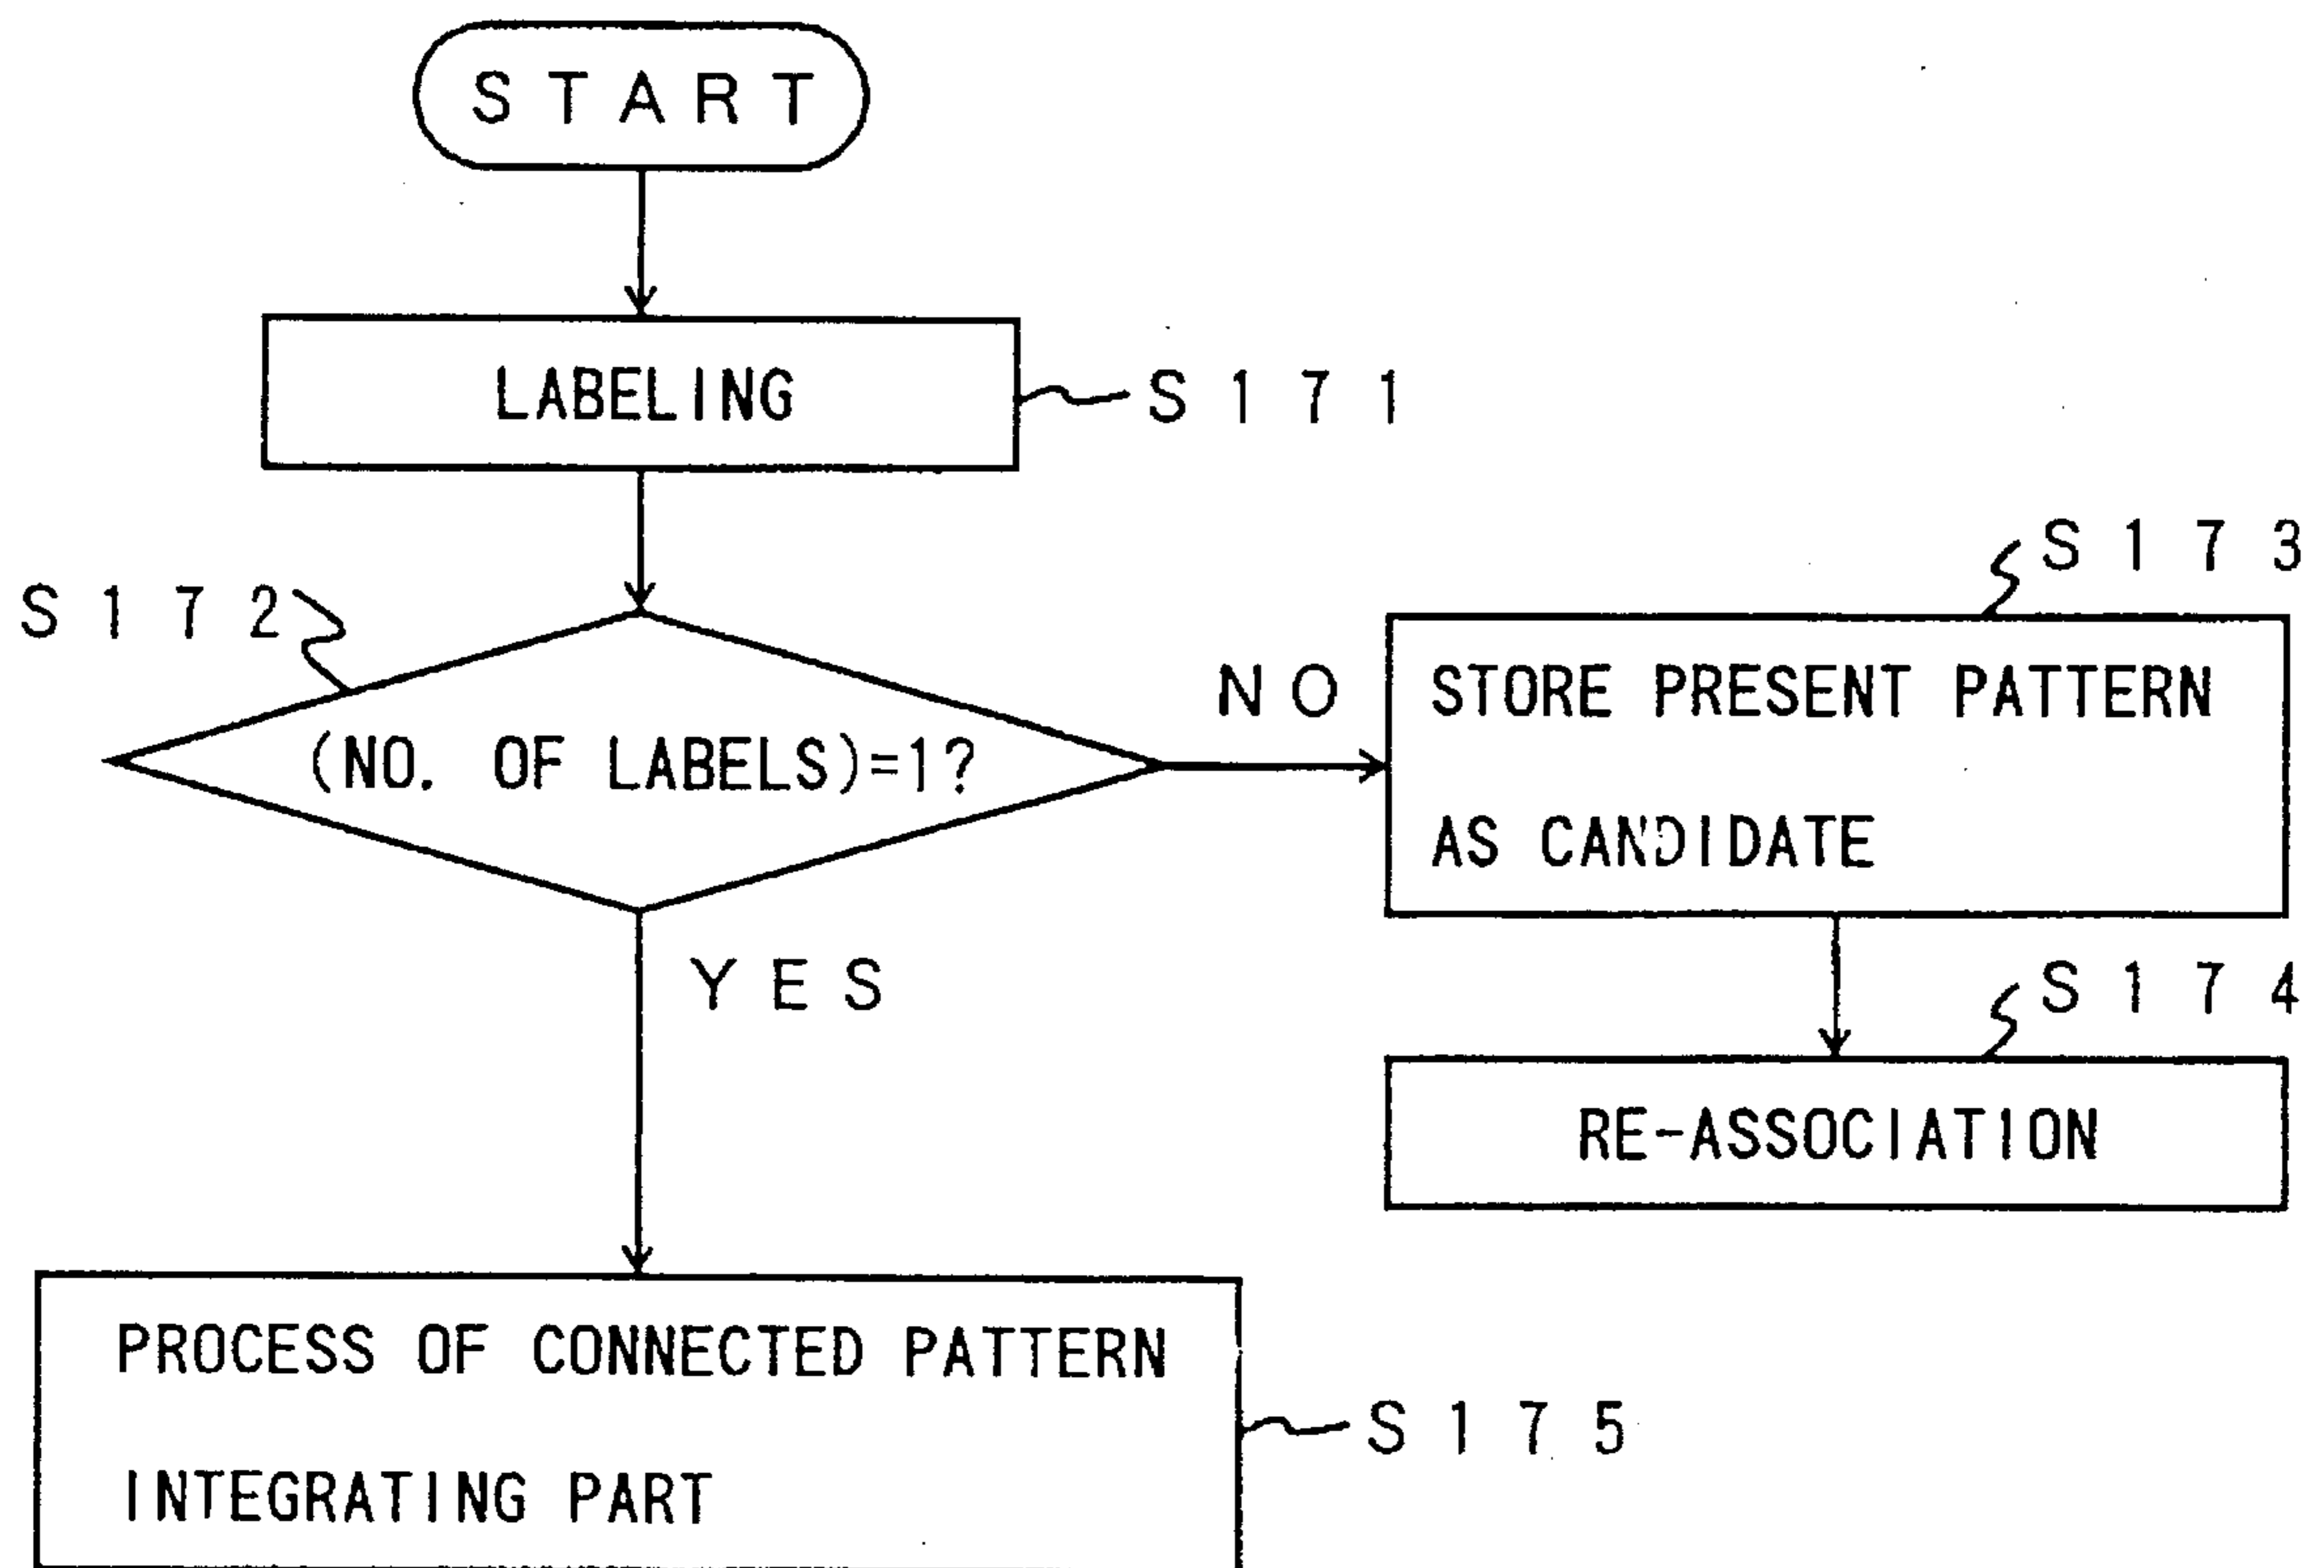 START
LABELING
S171
S172
(NO. OF LABELS)=1?
NO
S173
STORE PRESENT PATTERN
AS CANDIDATE
YES
S174
RE-ASSOCIATION
PROCESS OF CONNECTED PATTERN
INTEGRATING PART
S175